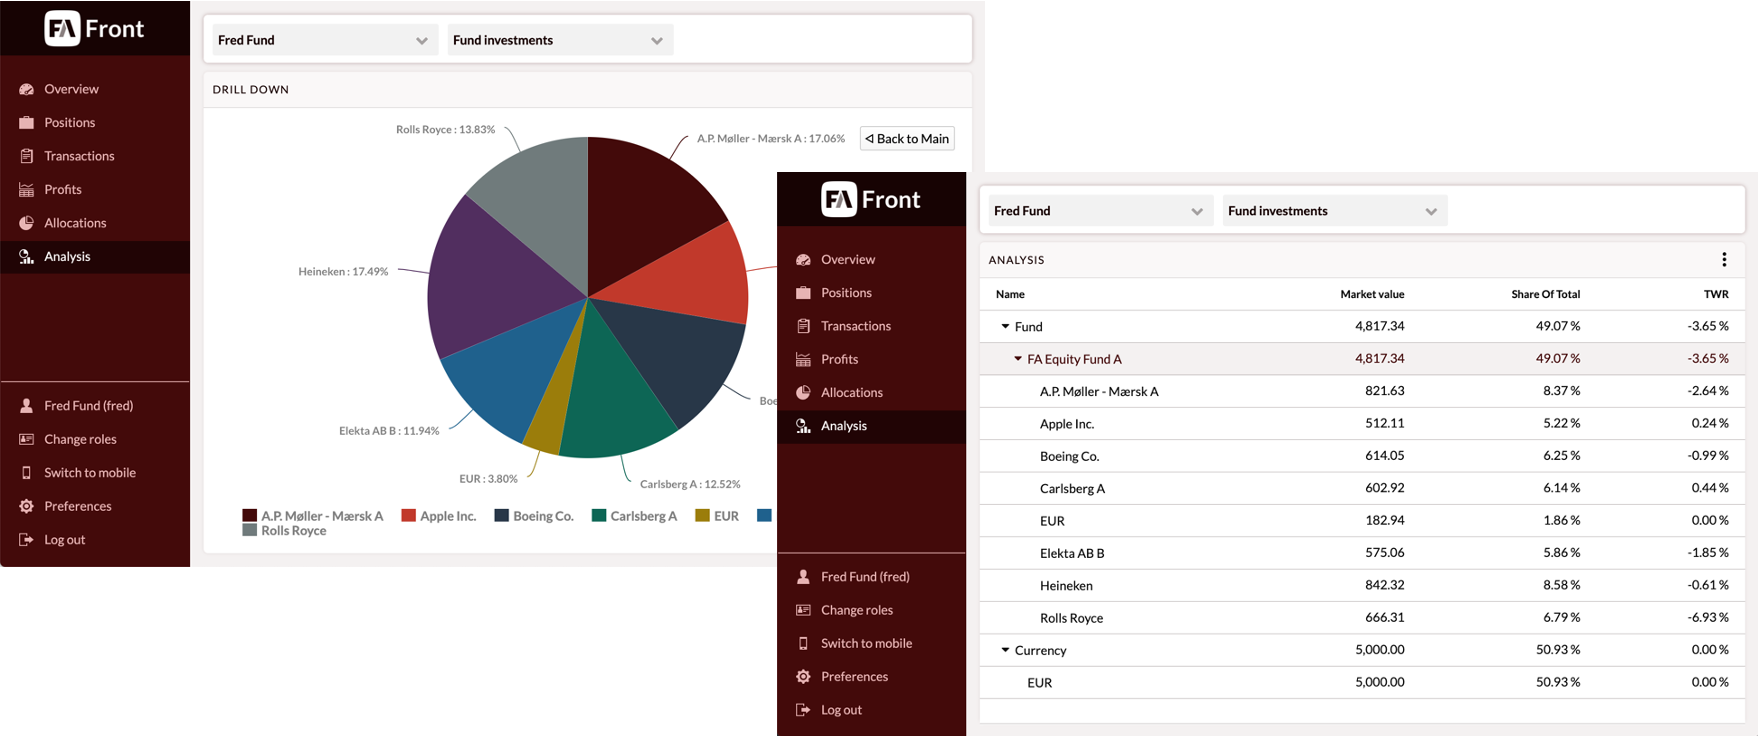 FA Front
Overview
Positions
Transactions
Profits
Allocations
Analysis
Fred Fund (fred)
Change roles
Switch to mobile
Preferences
Log out
Fred Fund
Fund investments
DRILL DOWN
Rolls Royce : 13.83%
A.P. Møller - Mærsk A : 17.06%
⊲ Back to Main
Heineken : 17.49%
Boe
Elekta AB B : 11.94%
EUR : 3.80%
Carlsberg A : 12.52%
A.P. Møller - Mærsk A Apple Inc. Boeing Co. Carlsberg A EUR
Rolls Royce
FA Front
Overview
Positions
Transactions
Profits
Allocations
Analysis
Fred Fund (fred)
Change roles
Switch to mobile
Preferences
Log out
Fred Fund
Fund investments
ANALYSIS
Name Market value Share Of Total TWR
Fund 4,817.34 49.07 % -3.65 %
FA Equity Fund A 4,817.34 49.07 % -3.65 %
A.P. Møller - Mærsk A 821.63 8.37 % -2.64 %
Apple Inc. 512.11 5.22 % 0.24 %
Boeing Co. 614.05 6.25 % -0.99 %
Carlsberg A 602.92 6.14 % 0.44 %
EUR 182.94 1.86 % 0.00 %
Elekta AB B 575.06 5.86 % -1.85 %
Heineken 842.32 8.58 % -0.61 %
Rolls Royce 666.31 6.79 % -6.93 %
Currency 5,000.00 50.93 % 0.00 %
EUR 5,000.00 50.93 % 0.00 %